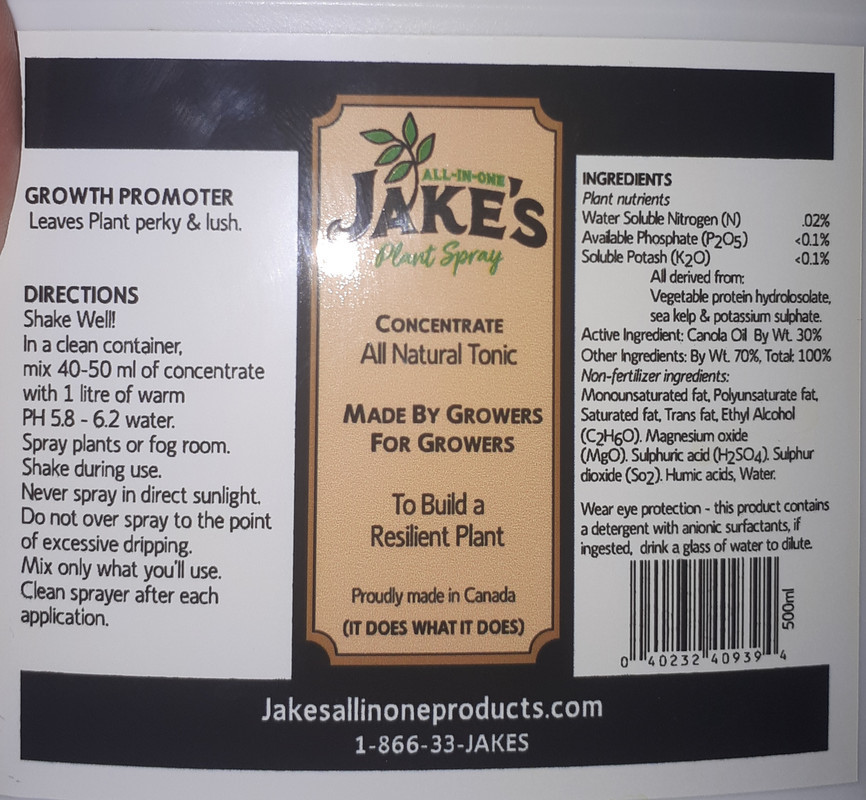 GROWTH PROMOTER
Leaves Plant perky & lush.
DIRECTIONS
Shake Well!
In a clean container,
mix 40-50 ml of concentrate
with 1 litre of warm
PH 5.8 - 6.2 water.
Spray plants or fog room.
Shake during use.
Never spray in direct sunlight.
Do not over spray to the point
of excessive dripping.
Mix only what you'll use.
Clean sprayer after each
application.
ALL-IN-ONE
JAKE'S
Plant Spray
CONCENTRATE
All Natural Tonic
MADE BY GROWERS
FOR GROWERS
To Build a
Resilient Plant
Proudly made in Canada
(IT DOES WHAT IT DOES)
INGREDIENTS
Plant nutrients
Water Soluble Nitrogen (N) .02%
Available Phosphate (P2O5) <0.1%
Soluble Potash (K2O) <0.1%
All derived from:
Vegetable protein hydrolosolate,
sea kelp & potassium sulphate.
Active Ingredient: Canola Oil By Wt. 30%
Other Ingredients: By Wt. 70%, Total: 100%
Non-fertilizer ingredients:
Monounsaturated fat, Polyunsaturate fat,
Saturated fat, Trans fat, Ethyl Alcohol
(C2H6O). Magnesium oxide
(MgO). Sulphuric acid (H2SO4). Sulphur
dioxide (So2). Humic acids, Water.
Wear eye protection - this product contains
a detergent with anionic surfactants, if
ingested, drink a glass of water to dilute.
500ml
0 40232 40939 4
Jakesallinoneproducts.com
1-866-33-JAKES